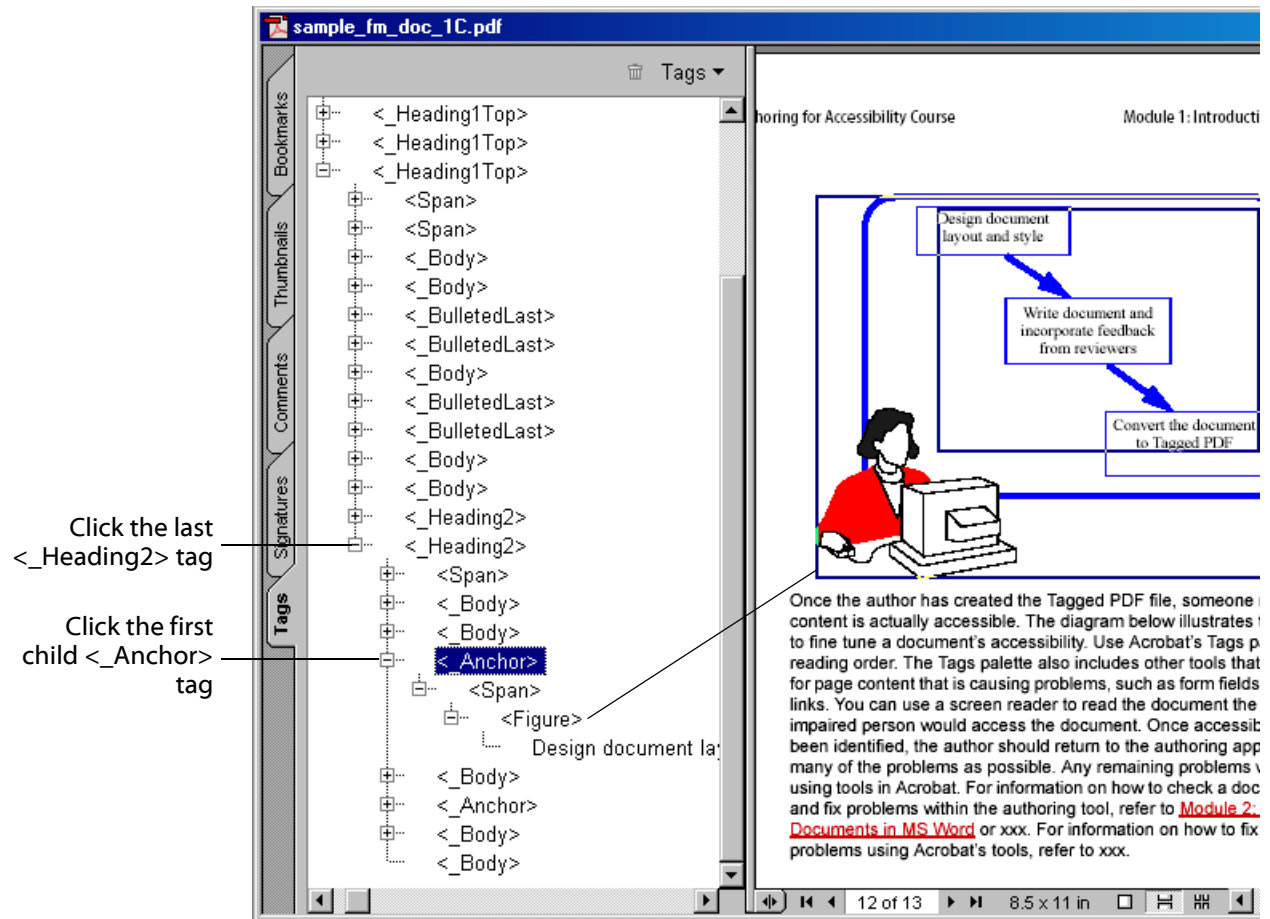 sample_fm_doc_1C.pdf
Tags
Bookmarks
Thumbnails
Comments
Signatures
Tags
<_Heading1Top>
<_Heading1Top>
<_Heading1Top>
<Span>
<Span>
<_Body>
<_Body>
<_BulletedLast>
<_BulletedLast>
<_Body>
<_BulletedLast>
<_BulletedLast>
<_Body>
<_Body>
<_Heading2>
<_Heading2>
<Span>
<_Body>
<_Body>
<_Anchor>
<Span>
<Figure>
Design document la
<_Body>
<_Anchor>
<_Body>
<_Body>
Click the last
<_Heading2> tag
Click the first
child <_Anchor>
tag
horing for Accessibility Course
Module 1: Introducti
Design document
layout and style
Write document and
incorporate feedback
from reviewers
Convert the document
to Tagged PDF
Once the author has created the Tagged PDF file, someone
content is actually accessible. The diagram below illustrates
to fine tune a document's accessibility. Use Acrobat's Tags pa
reading order. The Tags palette also includes other tools that
for page content that is causing problems, such as form fields
links. You can use a screen reader to read the document the
impaired person would access the document. Once accessib
been identified, the author should return to the authoring app
many of the problems as possible. Any remaining problems
using tools in Acrobat. For information on how to check a doc
and fix problems within the authoring tool, refer to Module 2:
Documents in MS Word or xxx. For information on how to fix
problems using Acrobat's tools, refer to xxx.
12 of 13
8.5 x 11 in